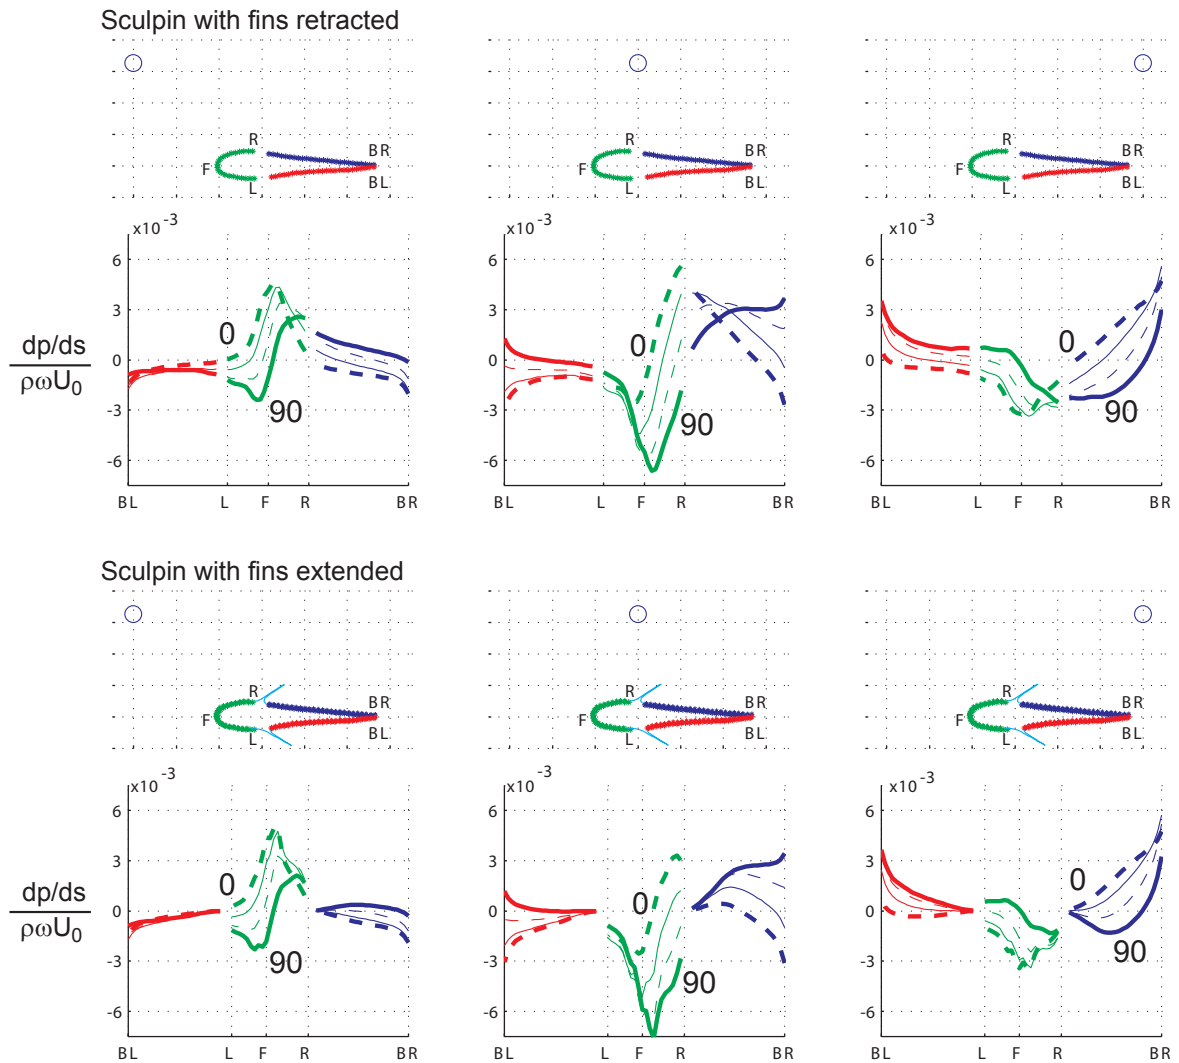 Sculpin with fins retracted
R F L BR BL
R F L BR BL
R F L BR BL
x10 -3
6
3
0
-3
-6
dp/ds
ρωU0
0
90
BL L F R BR
x10 -3
6
3
0
-3
-6
0
90
BL L F R BR
x10 -3
6
3
0
-3
-6
0
90
BL L F R BR
Sculpin with fins extended
R F L BR BL
R F L BR BL
R F L BR BL
x10 -3
6
3
0
-3
-6
dp/ds
ρωU0
0
90
BL L F R BR
x10 -3
6
3
0
-3
-6
0
90
BL L F R BR
x10 -3
6
3
0
-3
-6
0
90
BL L F R BR